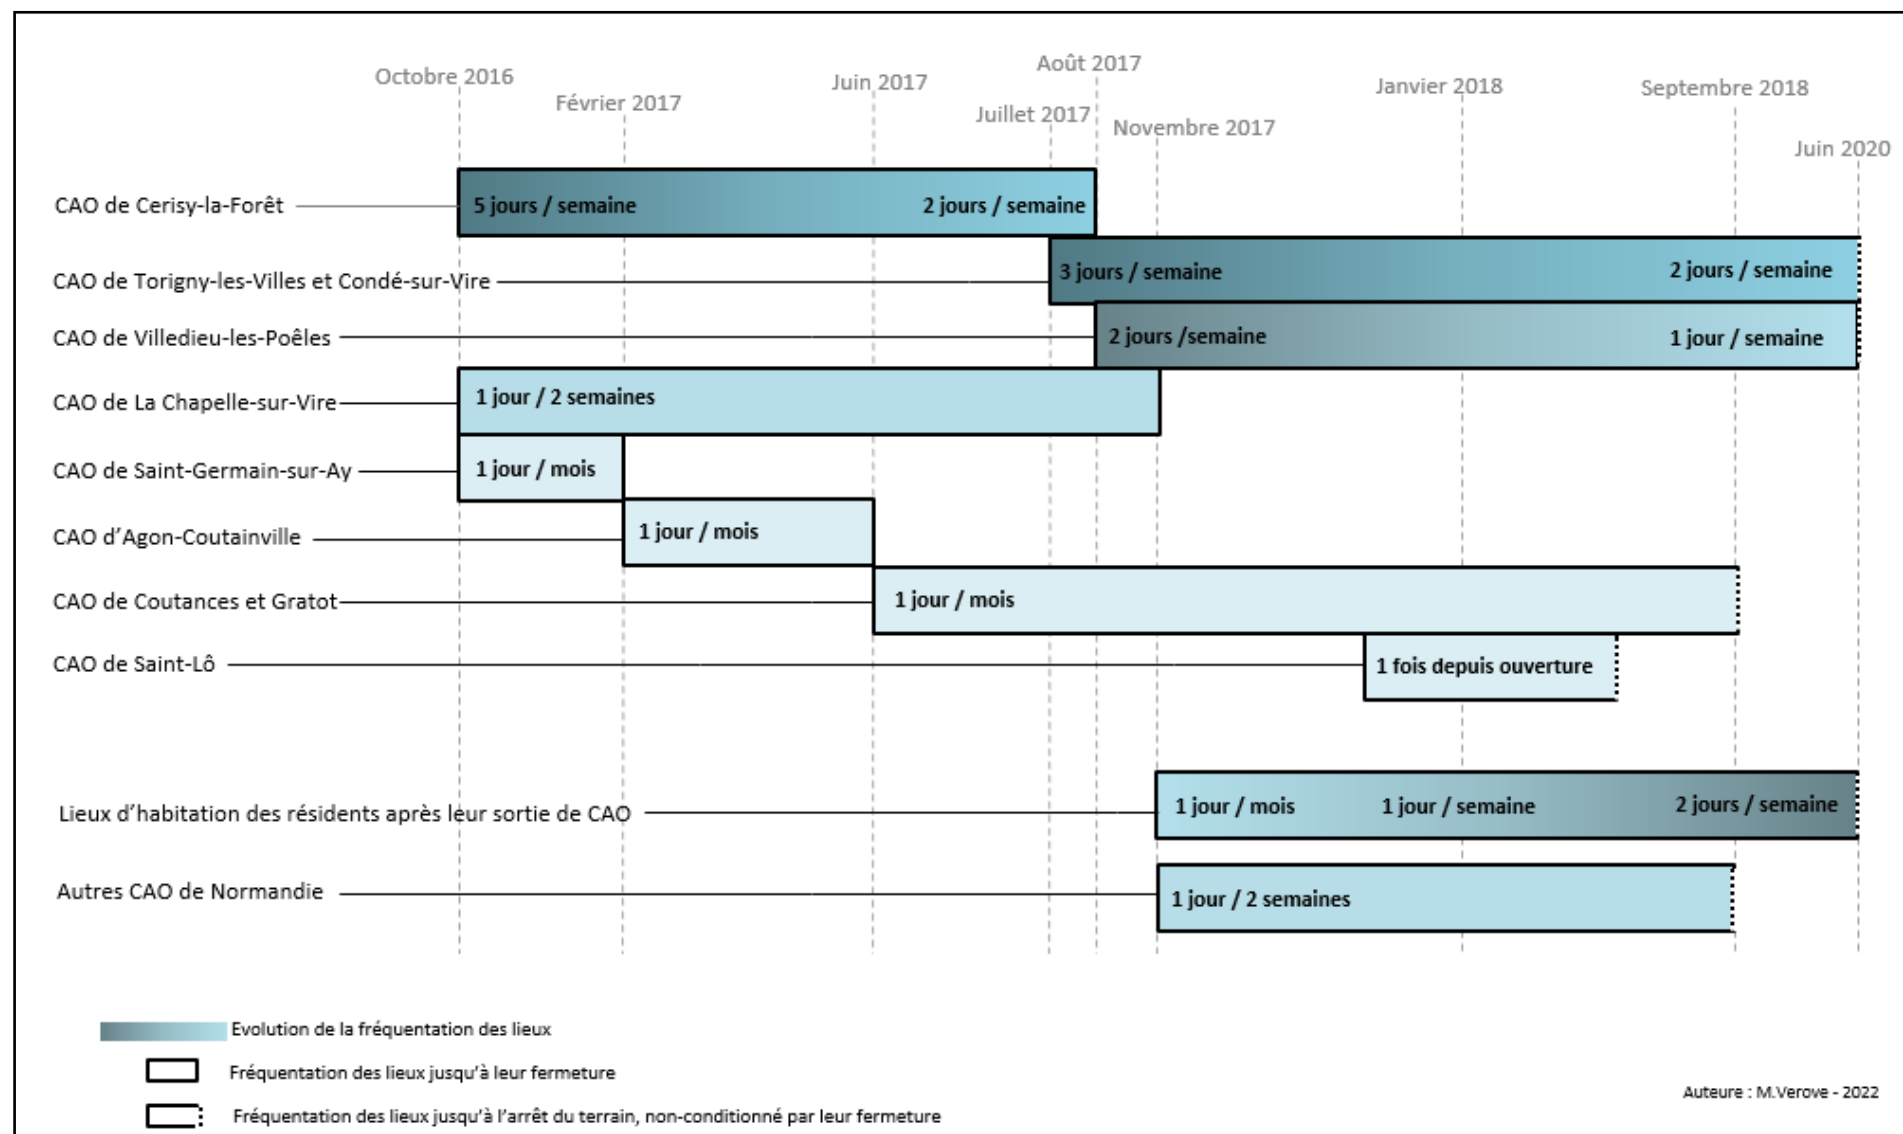 Octobre 2016
Février 2017
Juin 2017
Juillet 2017
Août 2017
Novembre 2017
Janvier 2018
Septembre 2018
Juin 2020
CAO de Cerisy-la-Forêt
5 jours / semaine
2 jours / semaine
CAO de Torigny-les-Villes et Condé-sur-Vire
3 jours / semaine
2 jours / semaine
CAO de Villedieu-les-Poêles
2 jours /semaine
1 jour / semaine
CAO de La Chapelle-sur-Vire
1 jour / 2 semaines
CAO de Saint-Germain-sur-Ay
1 jour / mois
CAO d’Agon-Coutainville
1 jour / mois
CAO de Coutances et Gratot
1 jour / mois
CAO de Saint-Lô
1 fois depuis ouverture
Lieux d’habitation des résidents après leur sortie de CAO
1 jour / mois
1 jour / semaine
2 jours / semaine
Autres CAO de Normandie
1 jour / 2 semaines
Evolution de la fréquentation des lieux
Fréquentation des lieux jusqu’à leur fermeture
Fréquentation des lieux jusqu’à l’arrêt du terrain, non-conditionné par leur fermeture
Auteure : M.Verove - 2022